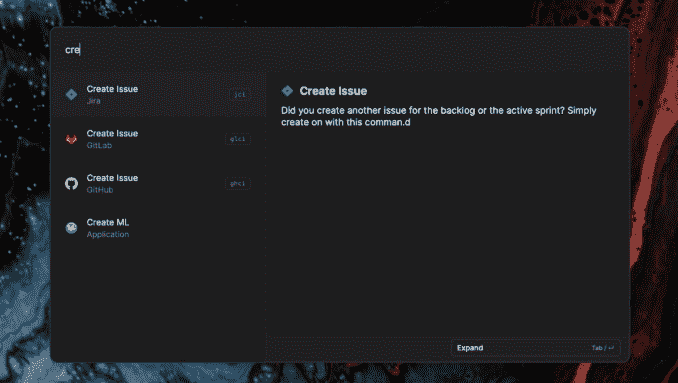 cre
Create Issue
Jira
jci
Create Issue
GitLab
glci
Create Issue
GitHub
ghci
Create ML
Application
Create Issue
Did you create another issue for the backlog or the active sprint? Simply
create on with this comman.d
Expand
Tab / ↵